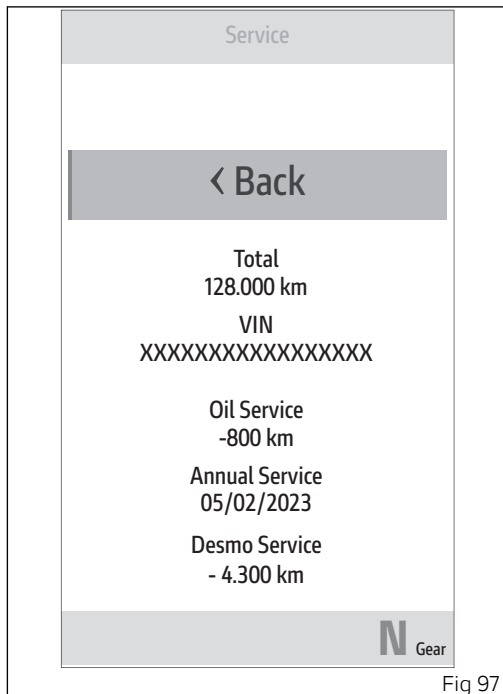 Service
‹ Back
Total
128.000 km
VIN
XXXXXXXXXXXXXXXXX
Oil Service
-800 km
Annual Service
05/02/2023
Desmo Service
- 4.300 km
N Gear
Fig 97